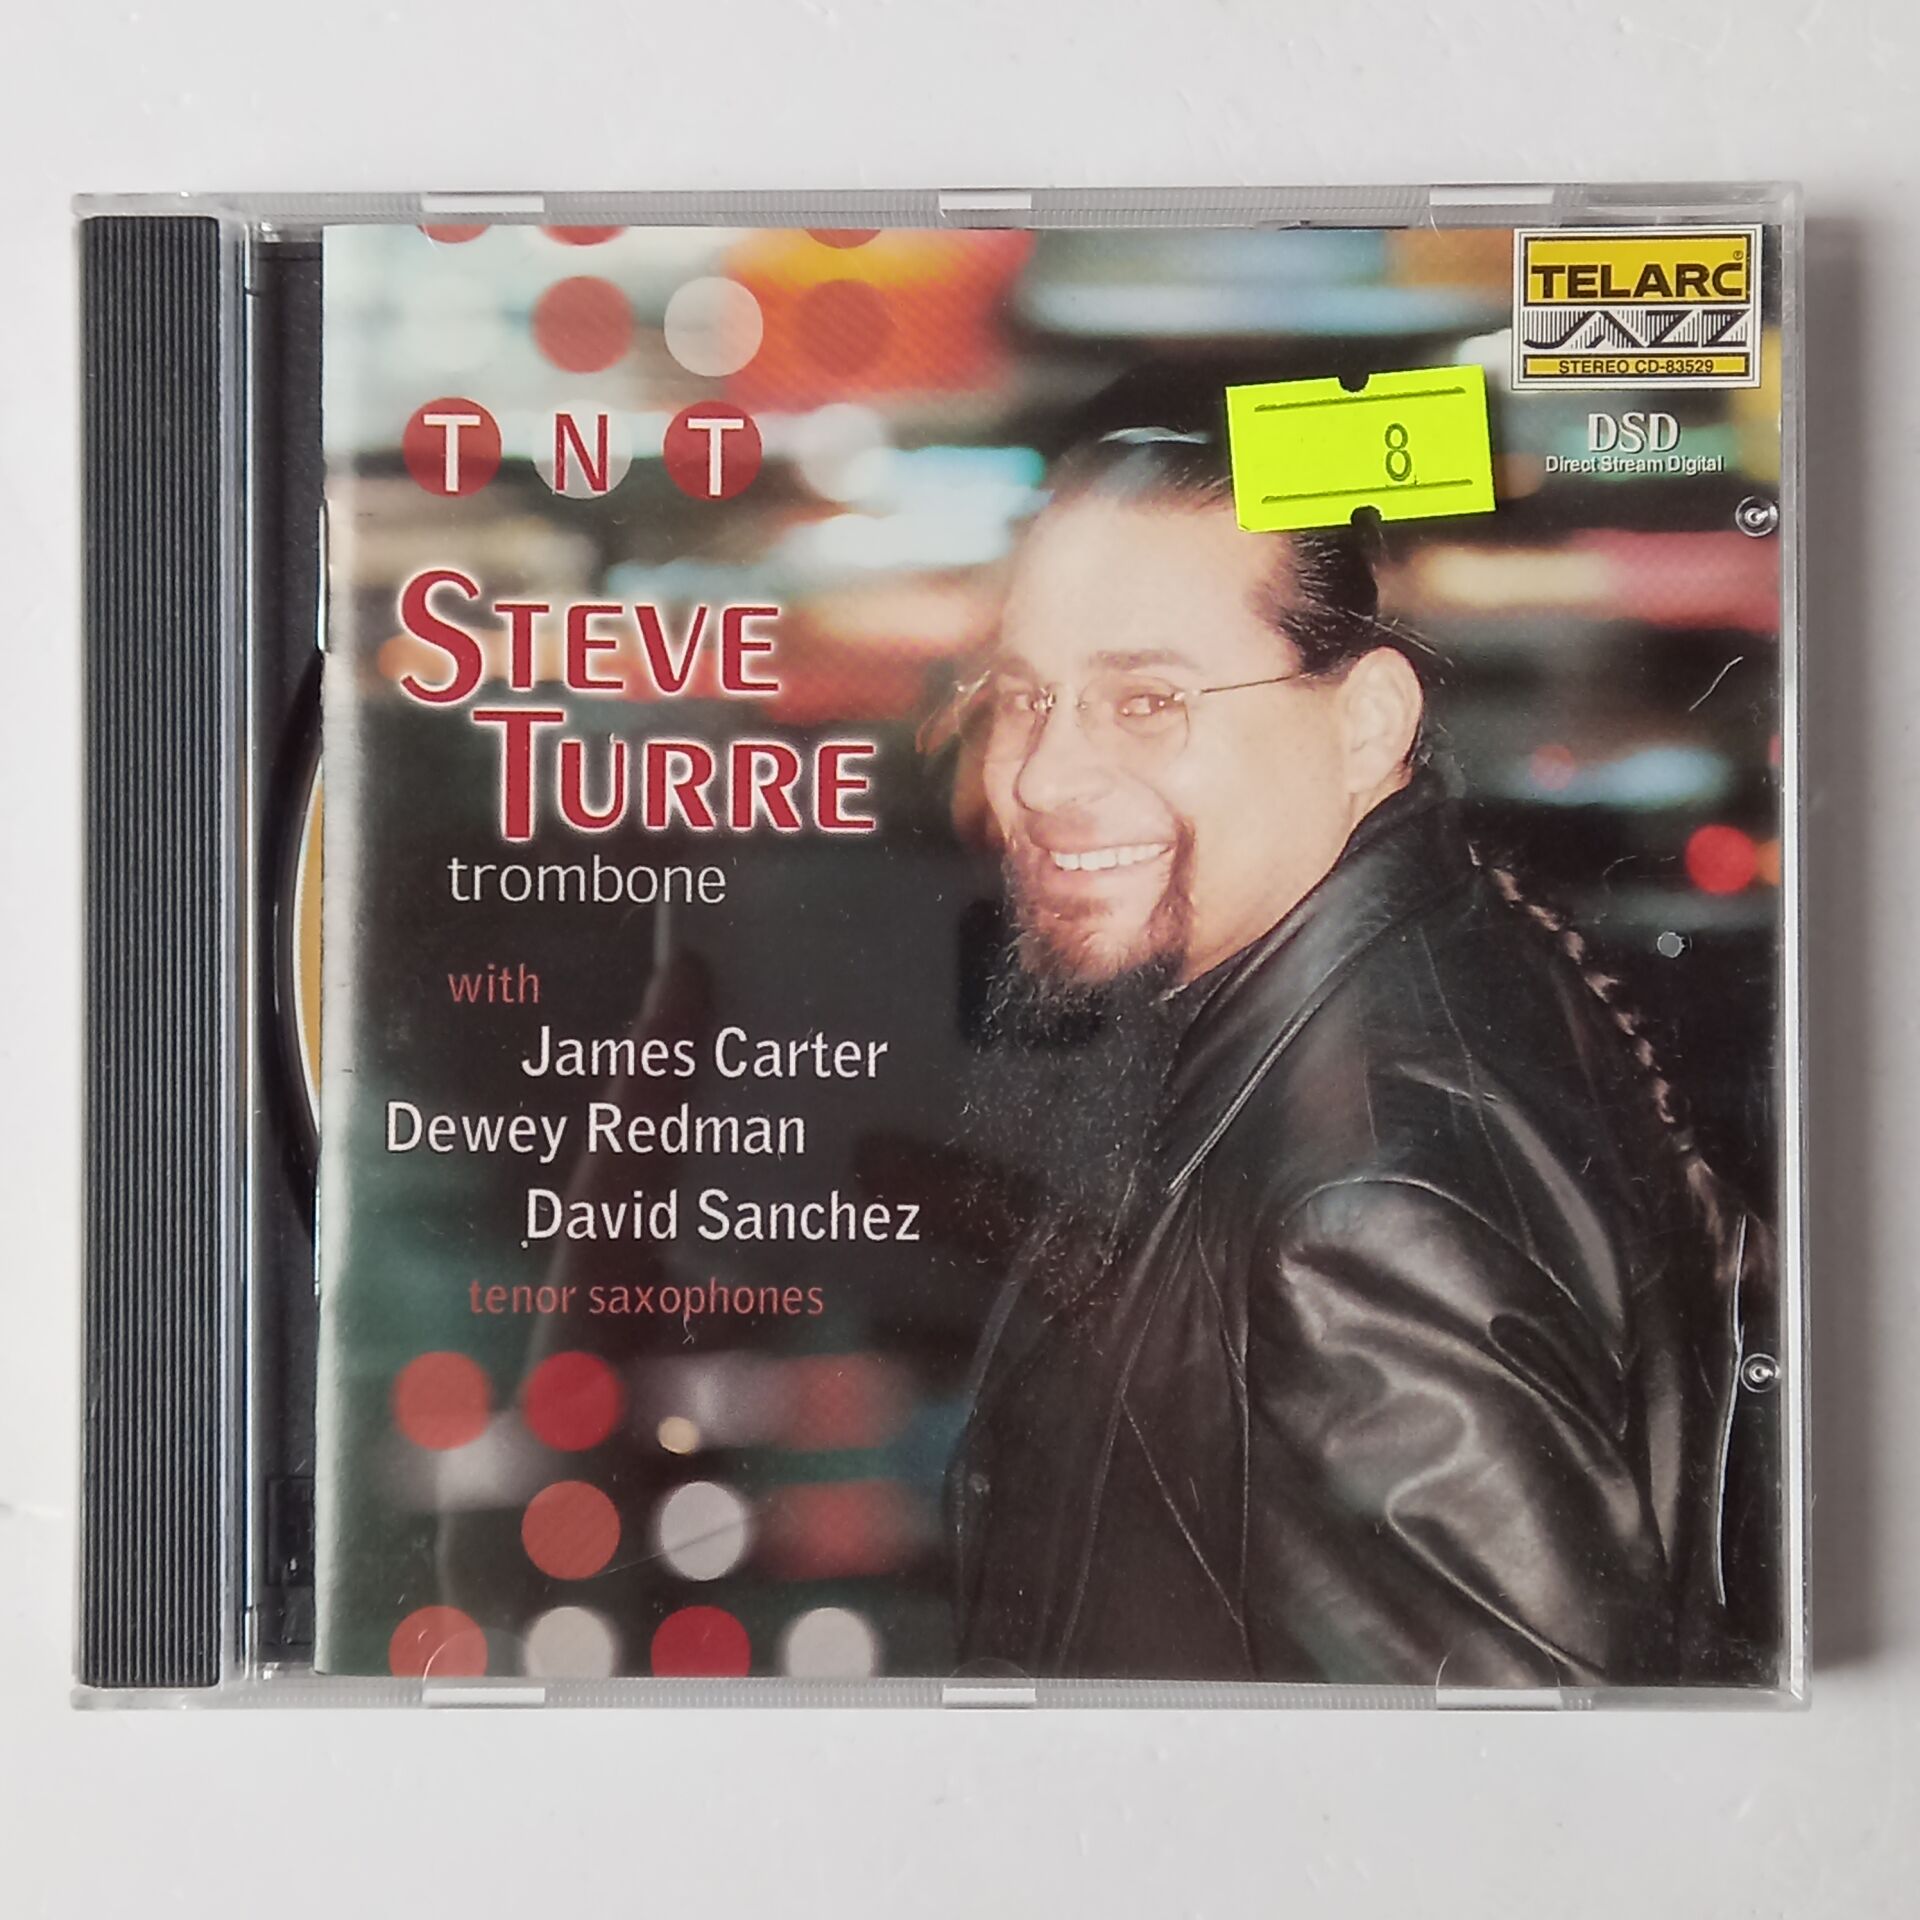 TELARC®
JAZZ
STEREO CD-83529
8
DSD
Direct Stream Digital
T N T
STEVE
TURRE
trombone
with
James Carter
Dewey Redman
David Sanchez
tenor saxophones